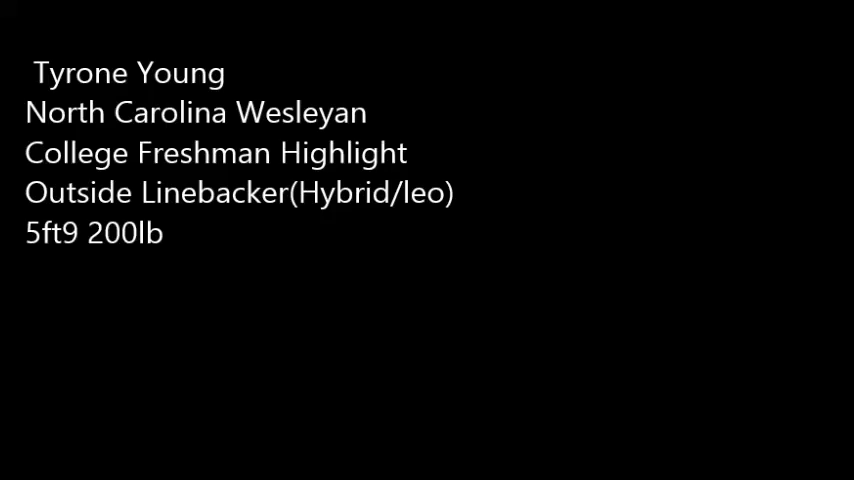 Tyrone Young
North Carolina Wesleyan
College Freshman Highlight
Outside Linebacker(Hybrid/leo)
5ft9 200lb